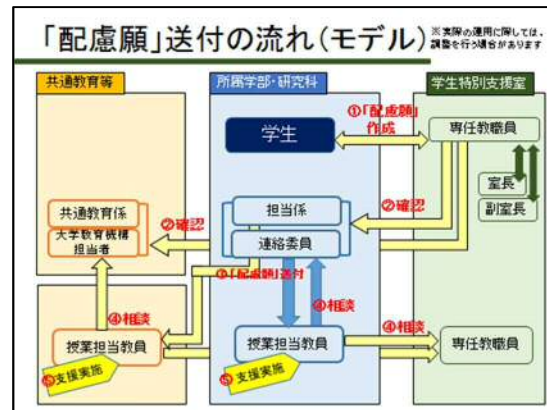 「配慮願」送付の流れ(モデル)
※実際の運用に際しては、
調整を行う場合があります
共通教育等
所属学部・研究科
学生特別支援室
①「配慮願」
作成
学生
専任教職員
室長
副室長
共通教育係
大学教育機構
担当者
②確認
担当係
連絡委員
②確認
③「配慮願」送付
④相談
④相談
④相談
授業担当教員
⑤支援実施
授業担当教員
⑤支援実施
専任教職員